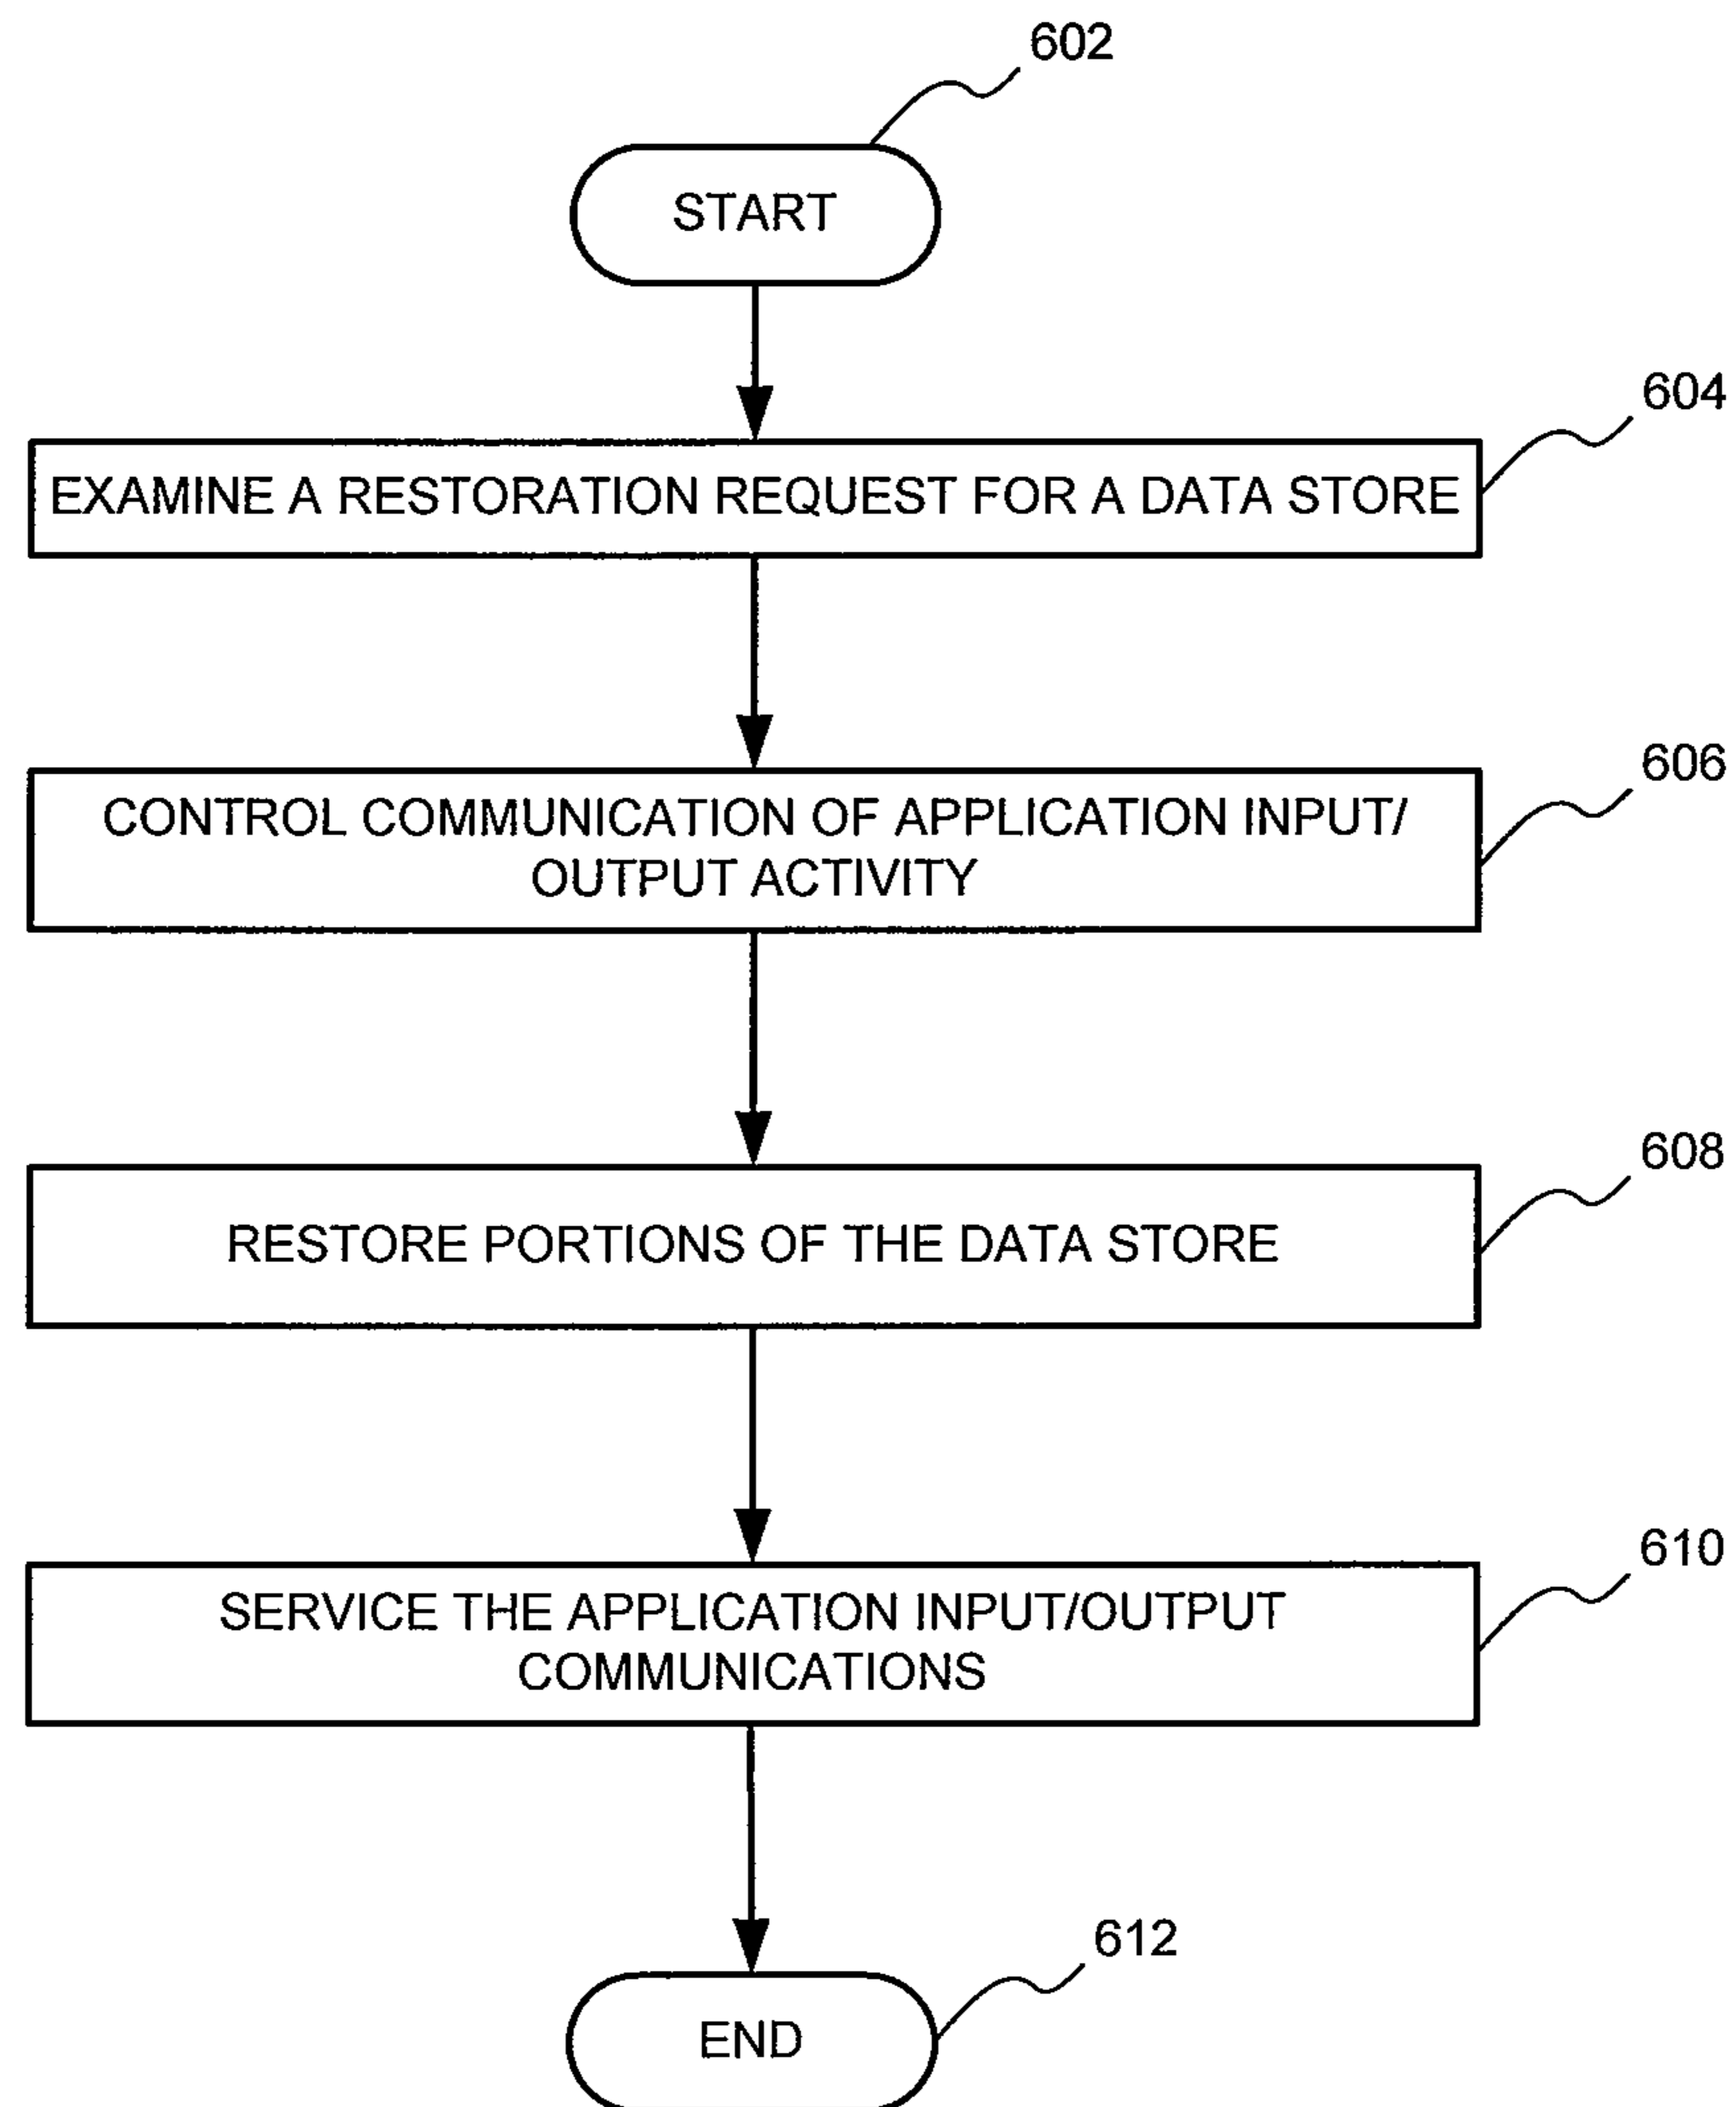 602
START
604
EXAMINE A RESTORATION REQUEST FOR A DATA STORE
606
CONTROL COMMUNICATION OF APPLICATION INPUT/
OUTPUT ACTIVITY
608
RESTORE PORTIONS OF THE DATA STORE
610
SERVICE THE APPLICATION INPUT/OUTPUT
COMMUNICATIONS
612
END